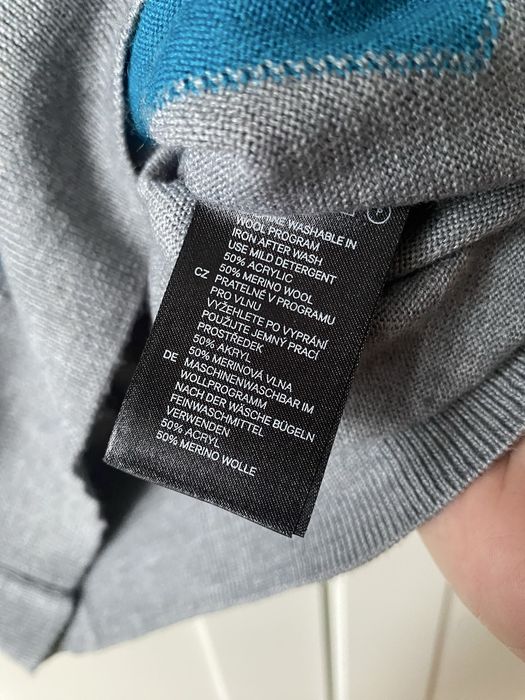 WASHABLE IN
WOOL PROGRAM
IRON AFTER WASH
USE MILD DETERGENT
50% ACRYLIC
50% MERINO WOOL
CZ PRATELNÉ V PROGRAMU
PRO VLNU
VYŽEHLETE PO VYPRÁNÍ
POUŽIJTE JEMNÝ PRACÍ
PROSTŘEDEK
50% AKRYL
50% MERINOVÁ VLNA
DE MASCHINENWASCHBAR IM
WOLLPROGRAMM
NACH DER WÄSCHE BÜGELN
FEINWASCHMITTEL
VERWENDEN
50% ACRYL
50% MERINO WOLLE